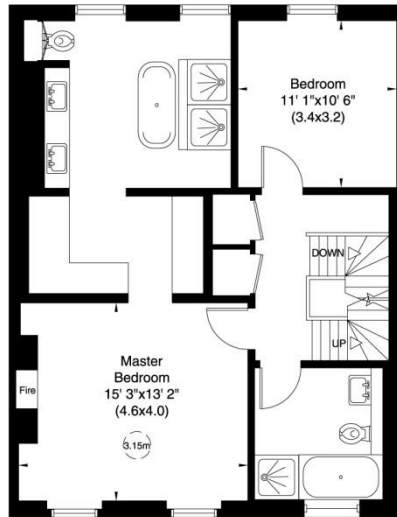 Bedroom
11' 1"x10' 6"
(3.4x3.2)
DOWN
UP
Master
Bedroom
15' 3"x13' 2"
(4.6x4.0)
Fire
3.15m